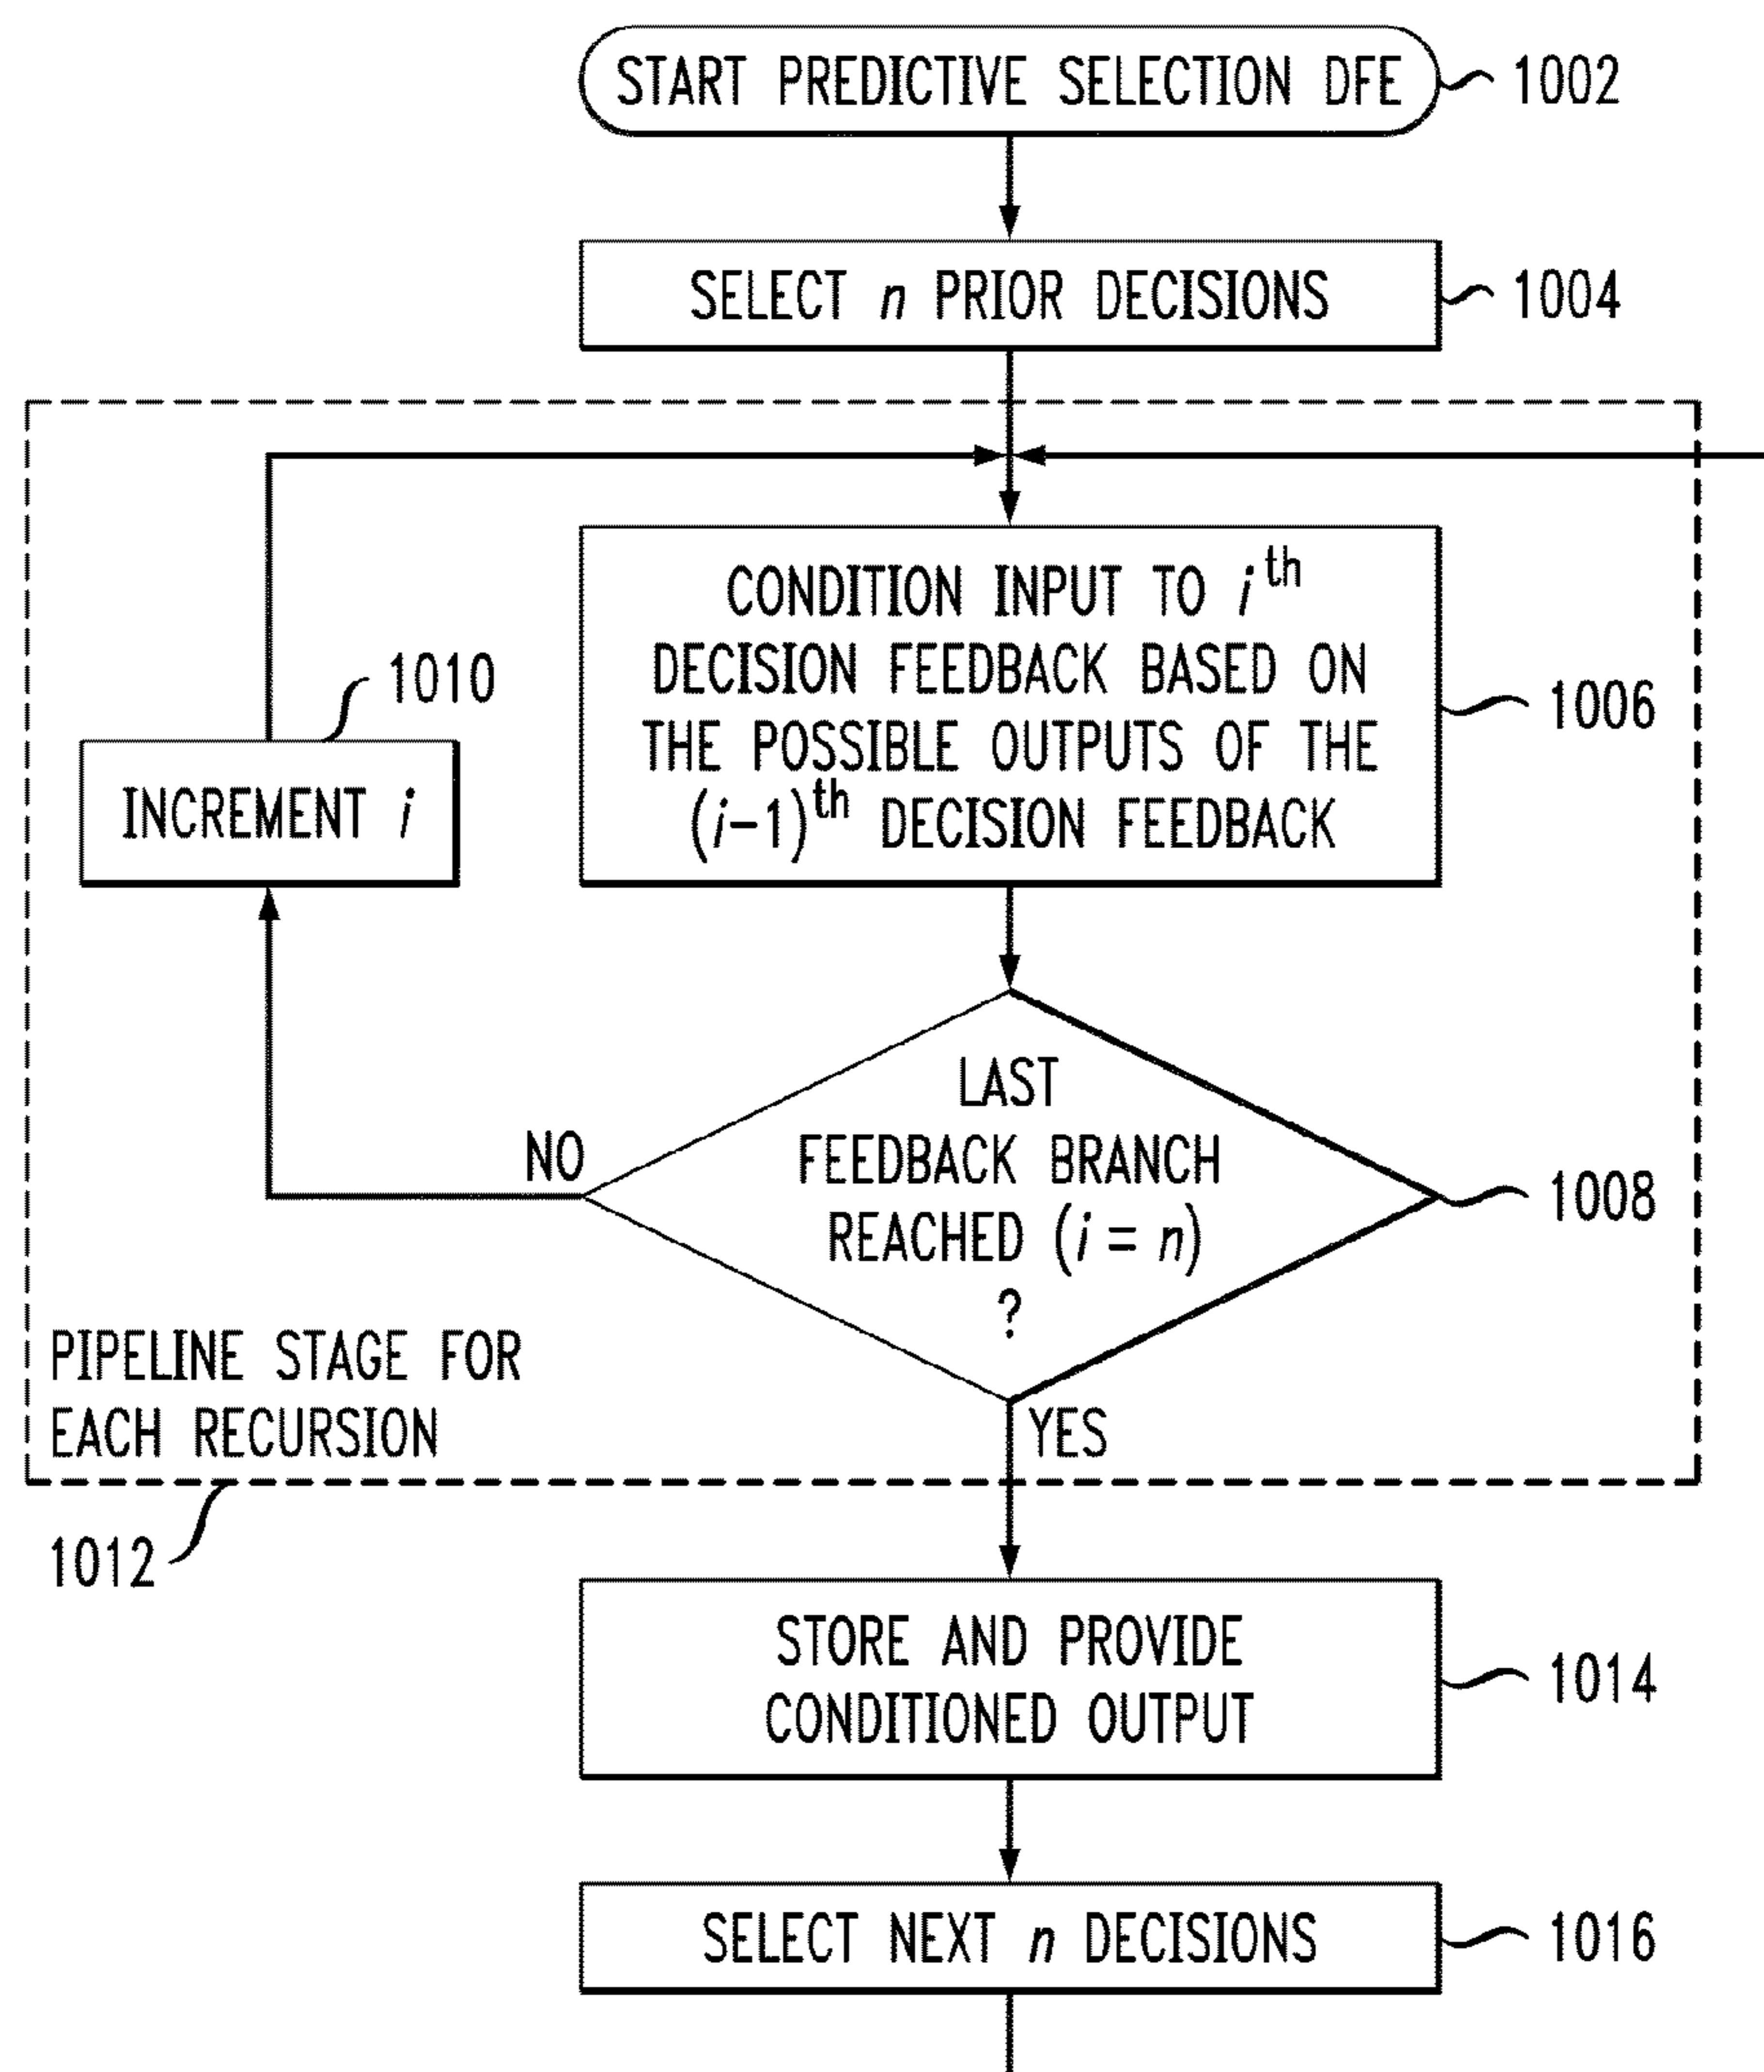 START PREDICTIVE SELECTION DFE
1002
SELECT n PRIOR DECISIONS
1004
CONDITION INPUT TO i th
DECISION FEEDBACK BASED ON
THE POSSIBLE OUTPUTS OF THE
(i-1)th DECISION FEEDBACK
1006
1010
INCREMENT i
LAST
FEEDBACK BRANCH
REACHED (i = n)
?
1008
NO
YES
PIPELINE STAGE FOR
EACH RECURSION
1012
STORE AND PROVIDE
CONDITIONED OUTPUT
1014
SELECT NEXT n DECISIONS
1016